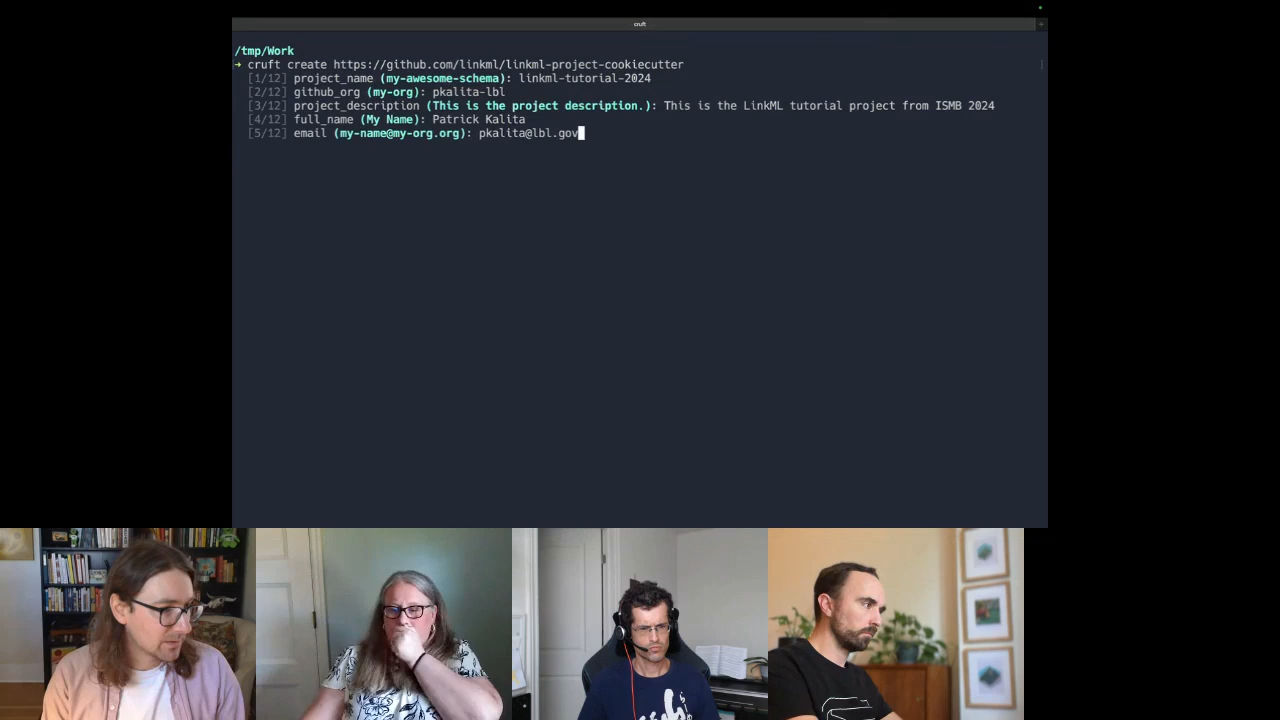 cruft
/tmp/Work
→ cruft create https://github.com/linkml/linkml-project-cookiecutter
[1/12] project_name (my-awesome-schema): linkml-tutorial-2024
[2/12] github_org (my-org): pkalita-lbl
[3/12] project_description (This is the project description.): This is the LinkML tutorial project from ISMB 2024
[4/12] full_name (My Name): Patrick Kalita
[5/12] email (my-name@my-org.org): pkalita@lbl.gov